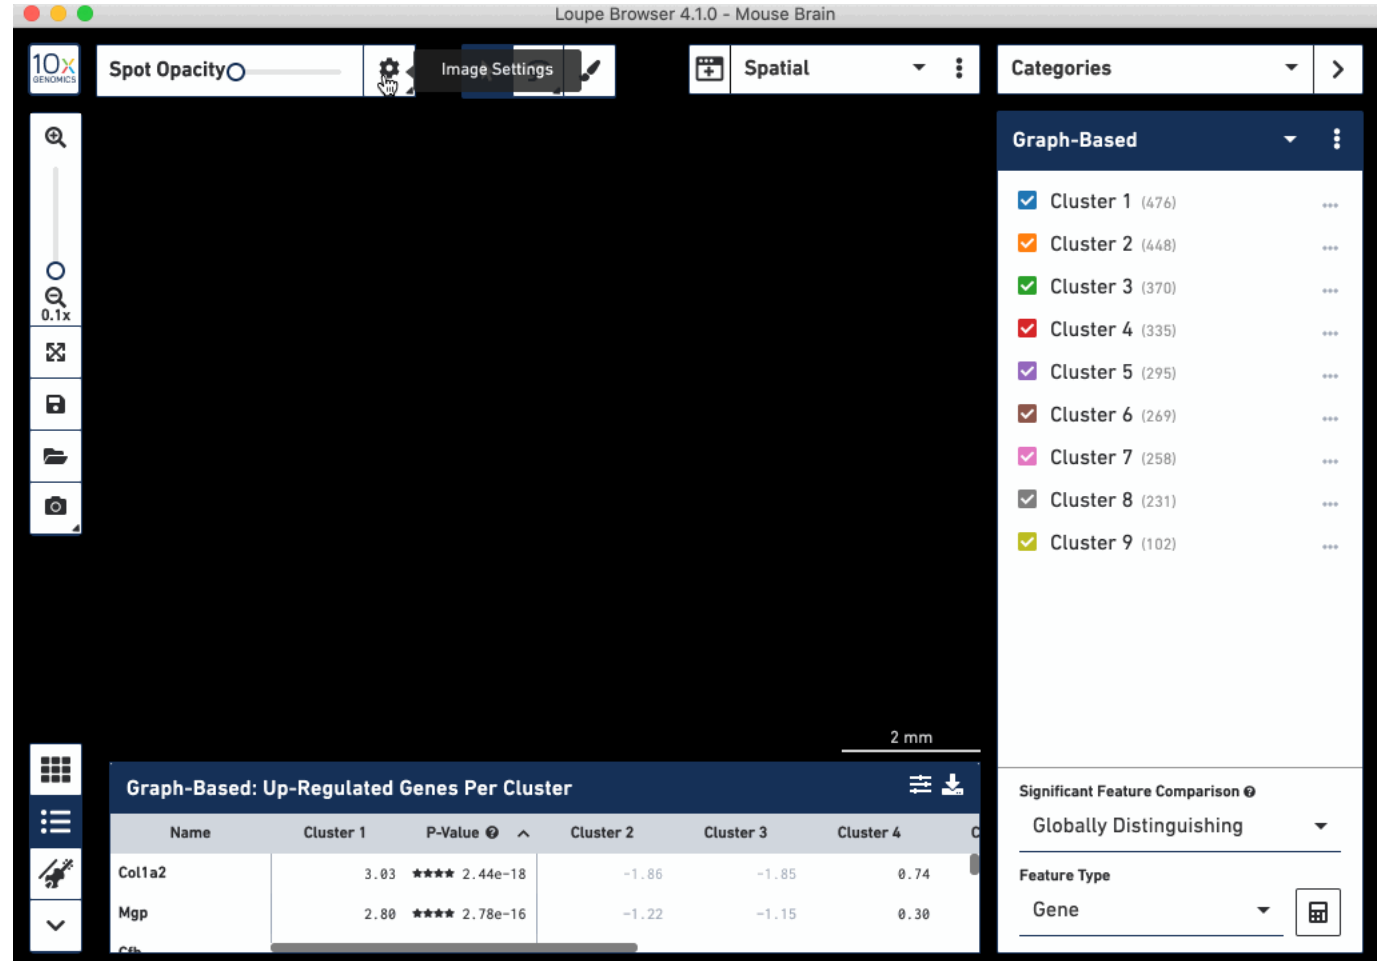 Loupe Browser 4.1.0 - Mouse Brain
10X
GENOMICS
Spot Opacity
Image Settings
Spatial
Categories
Graph-Based
Cluster 1 (476)
Cluster 2 (448)
Cluster 3 (370)
Cluster 4 (335)
Cluster 5 (295)
Cluster 6 (269)
Cluster 7 (258)
Cluster 8 (231)
Cluster 9 (102)
0.1x
2 mm
Graph-Based: Up-Regulated Genes Per Cluster
Name Cluster 1 P-Value Cluster 2 Cluster 3 Cluster 4 C
Col1a2 3.03 ★★★★ 2.44e-18 -1.86 -1.85 0.74
Mgp 2.80 ★★★★ 2.78e-16 -1.22 -1.15 0.30
Significant Feature Comparison
Globally Distinguishing
Feature Type
Gene